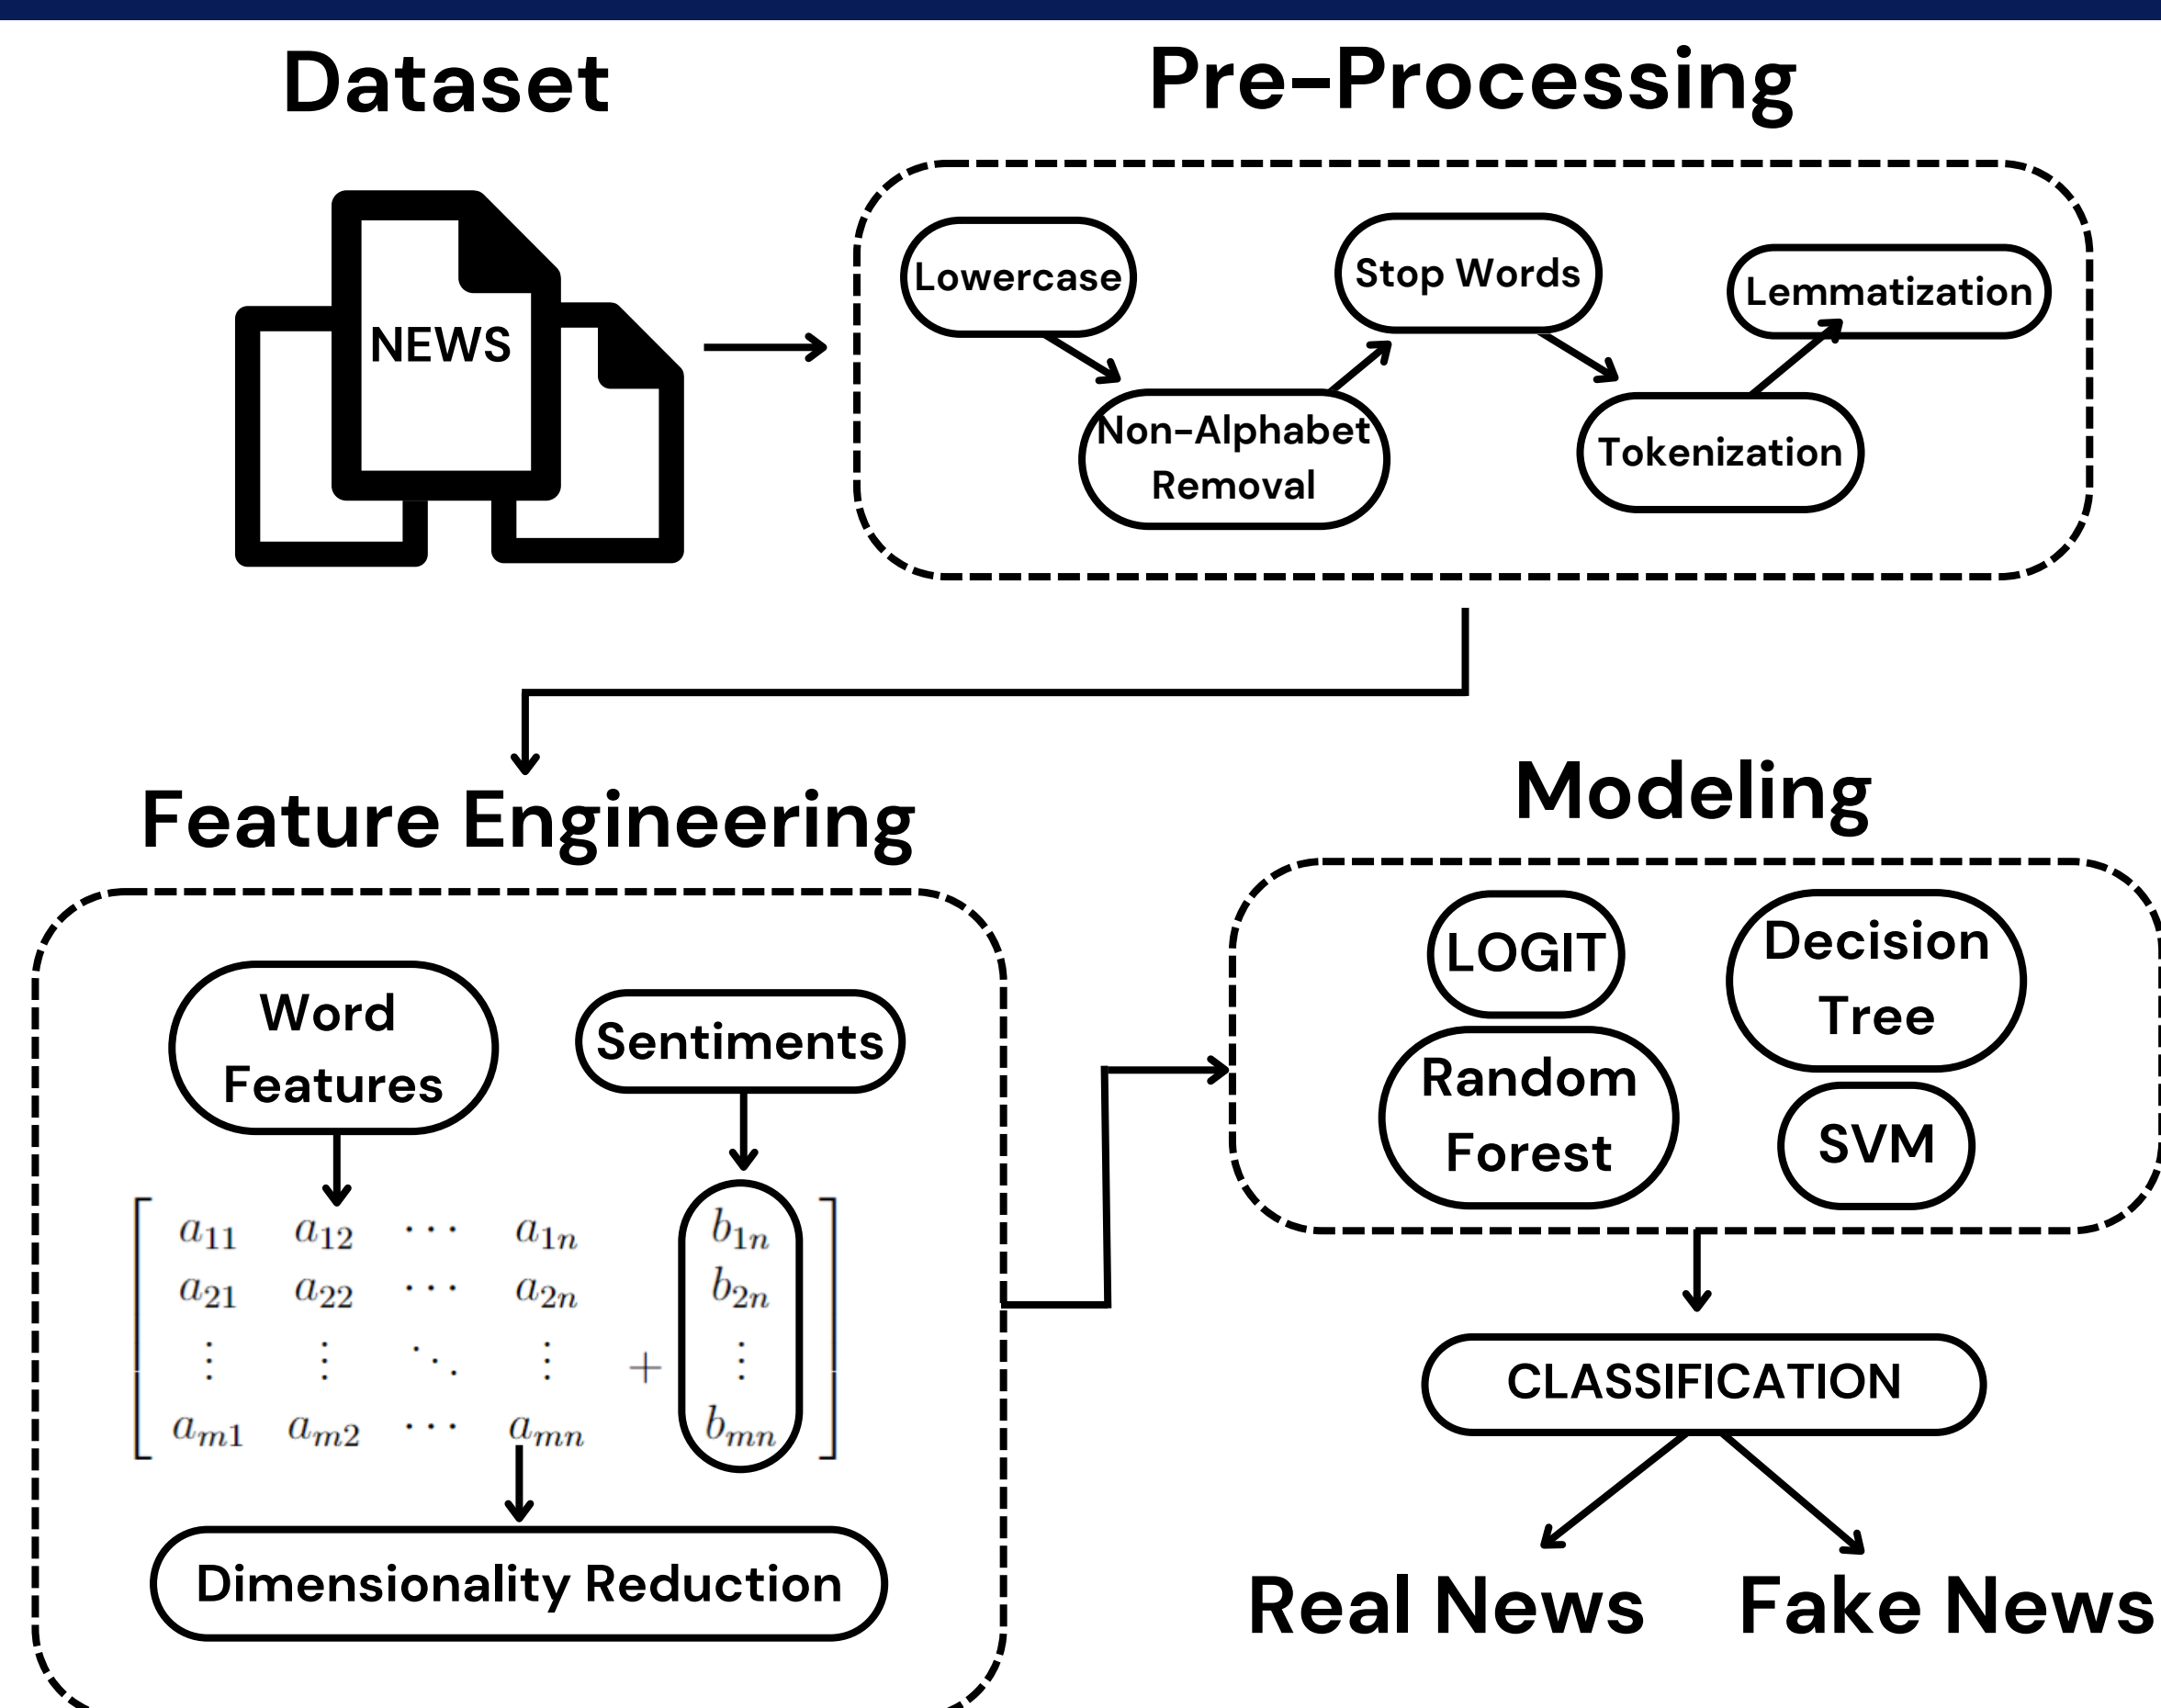 Dataset
Pre-Processing
NEWS
Lowercase
Stop Words
Lemmatization
Non-Alphabet
Removal
Tokenization
Feature Engineering
Modeling
Word
Features
Sentiments
LOGIT
Decision
Tree
Random
Forest
SVM
a11 a12 ⋯ a1n b1n
a21 a22 ⋯ a2n b2n
⋮ ⋮ ⋱ ⋮ + ⋮
am1 am2 ⋯ amn bmn
Dimensionality Reduction
CLASSIFICATION
Real News
Fake News